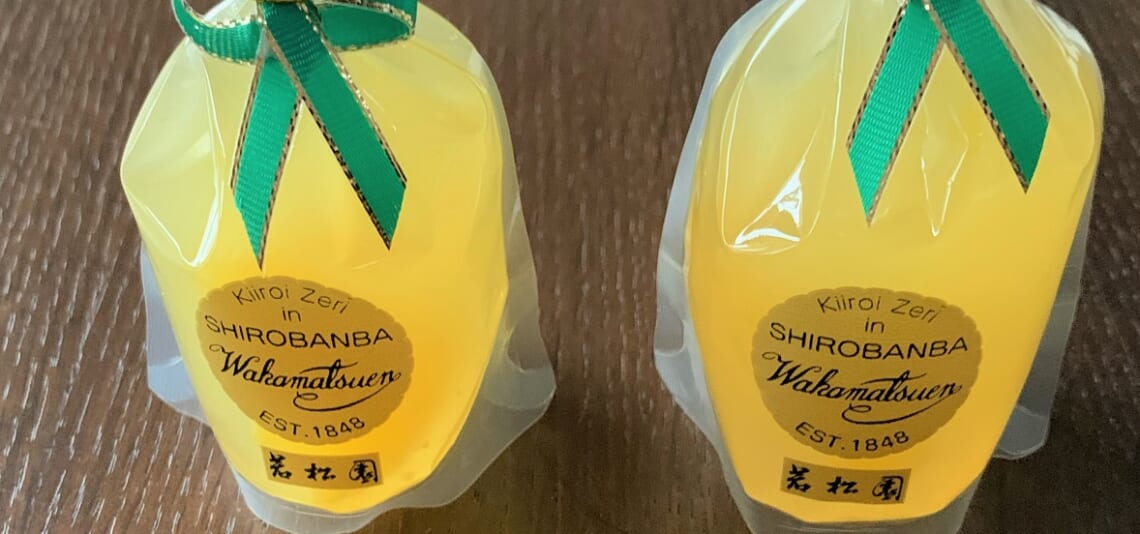 Kiiroi Zeri
in
SHIROBANBA
Wakamatsuen
EST.1848
若松園
Kiiroi Zeri
in
SHIROBANBA
Wakamatsuen
EST.1848
若松園